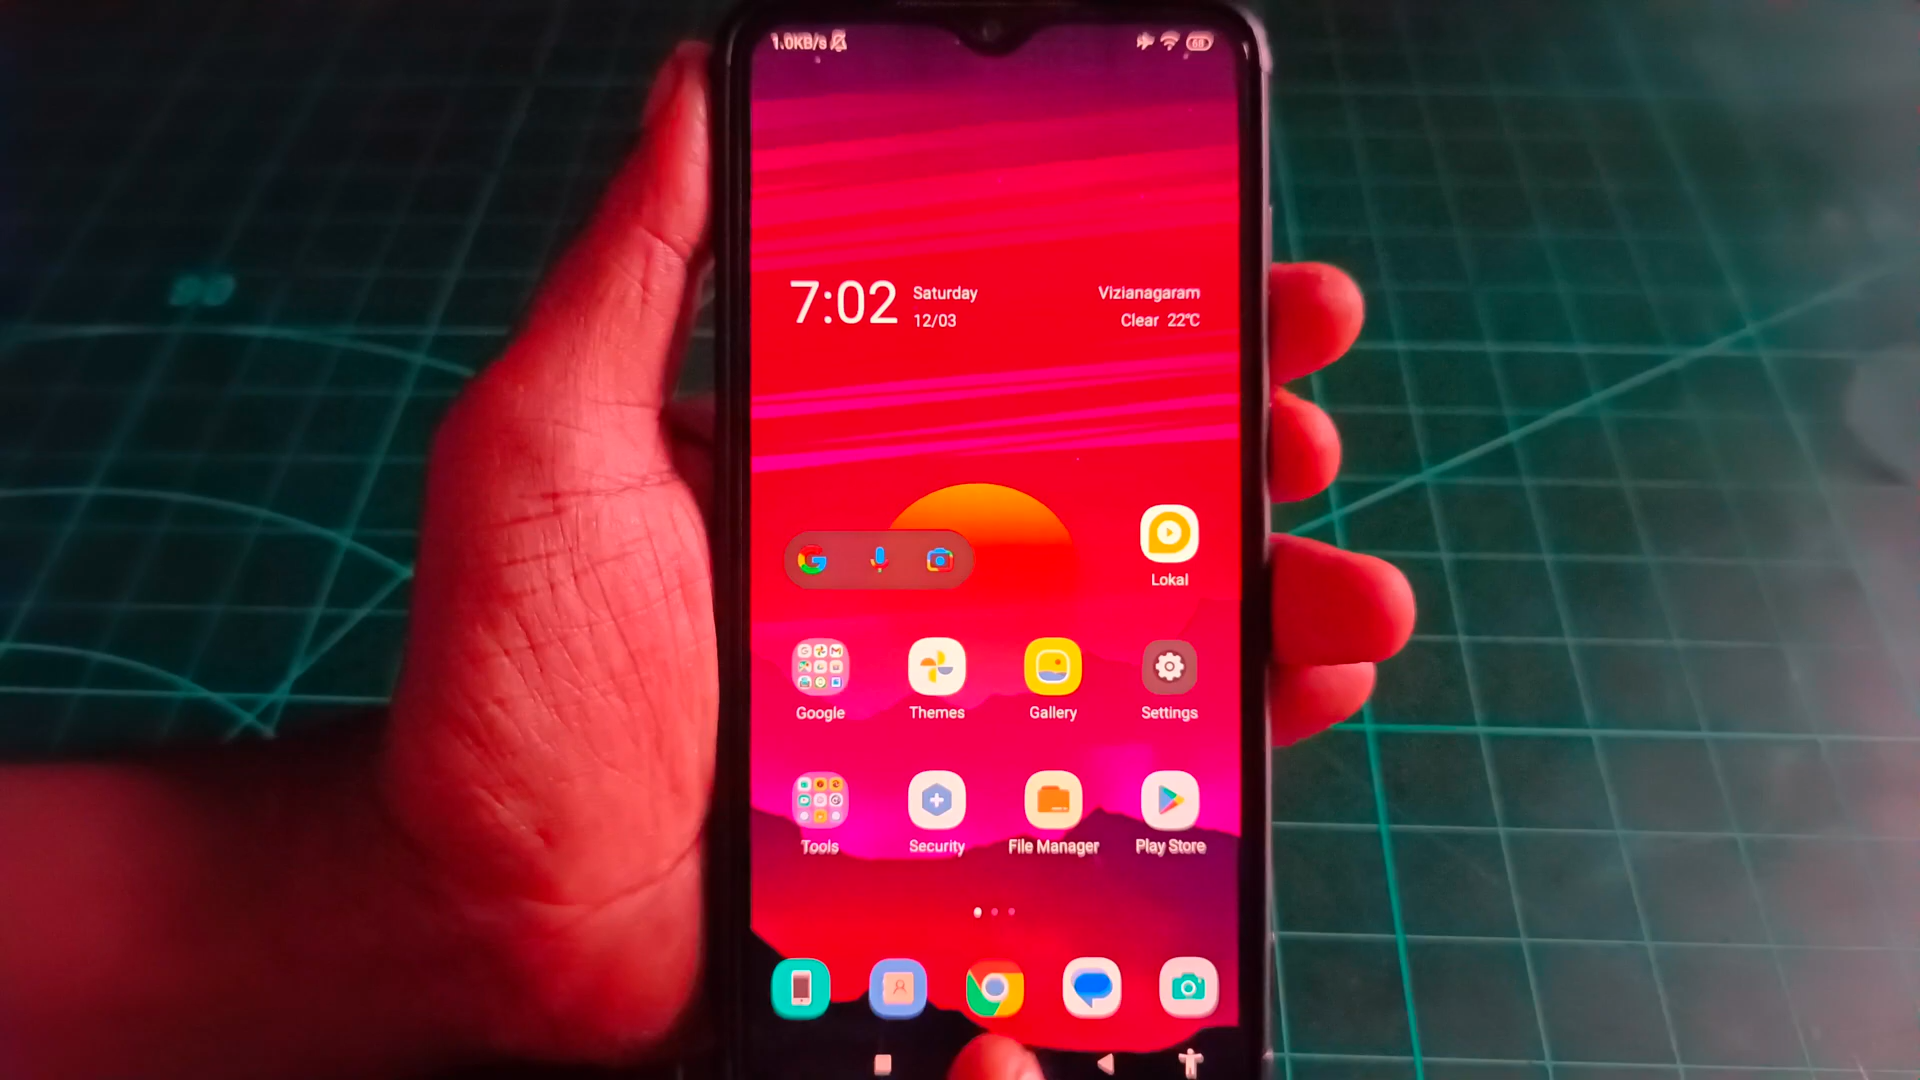 1.0KB/s
68
7:02
Saturday
12/03
Vizianagaram
Clear 22℃
Lokal
Google
Themes
Gallery
Settings
Tools
Security
File Manager
Play Store